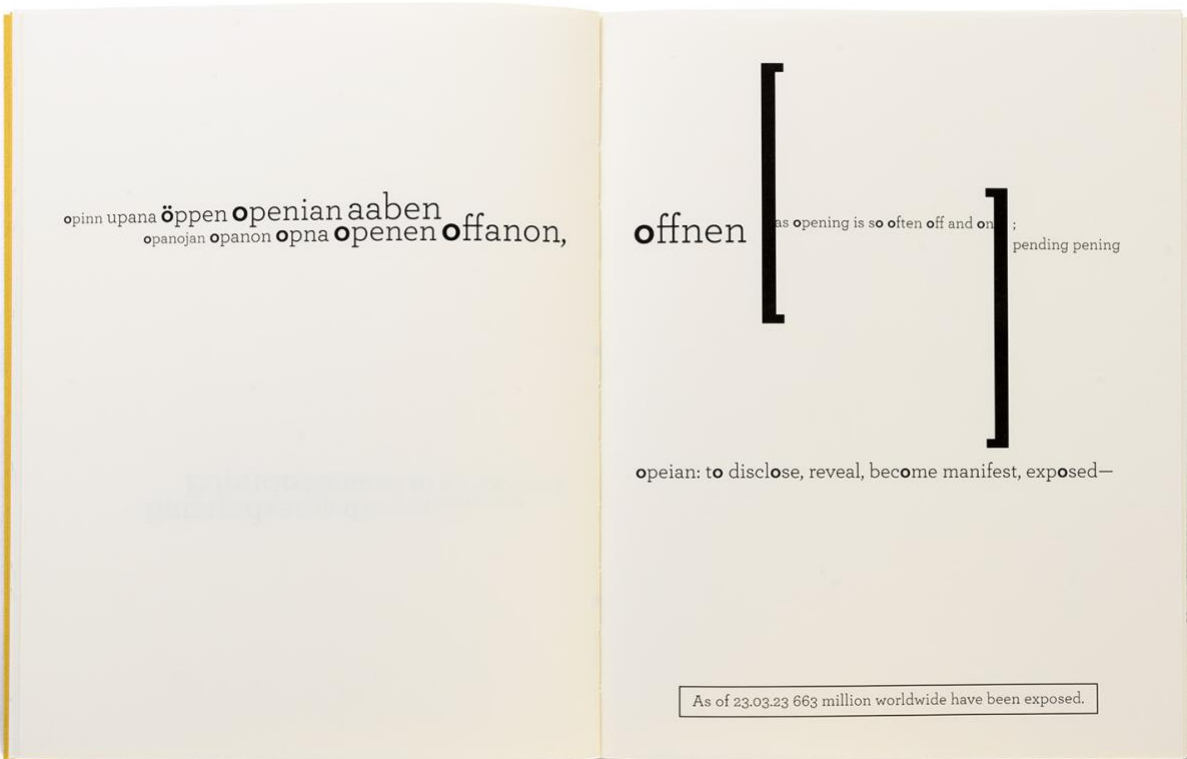 opinn upana öppen openian aaben
opanojan opanon opna openen offanon,
offnen [as opening is so often off and on] ;
pending pening
opeian: to disclose, reveal, become manifest, exposed—
As of 23.03.23 663 million worldwide have been exposed.